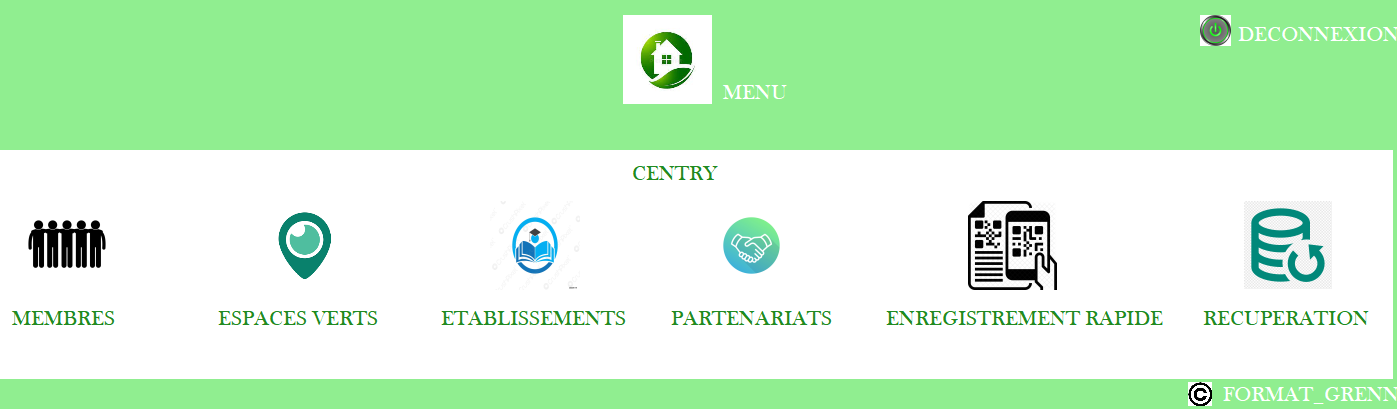 DECONNEXION
MENU
CENTRY
MEMBRES ESPACES VERTS ETABLISSEMENTS PARTENARIATS ENREGISTREMENT RAPIDE RECUPERATION
© FORMAT_GRENN